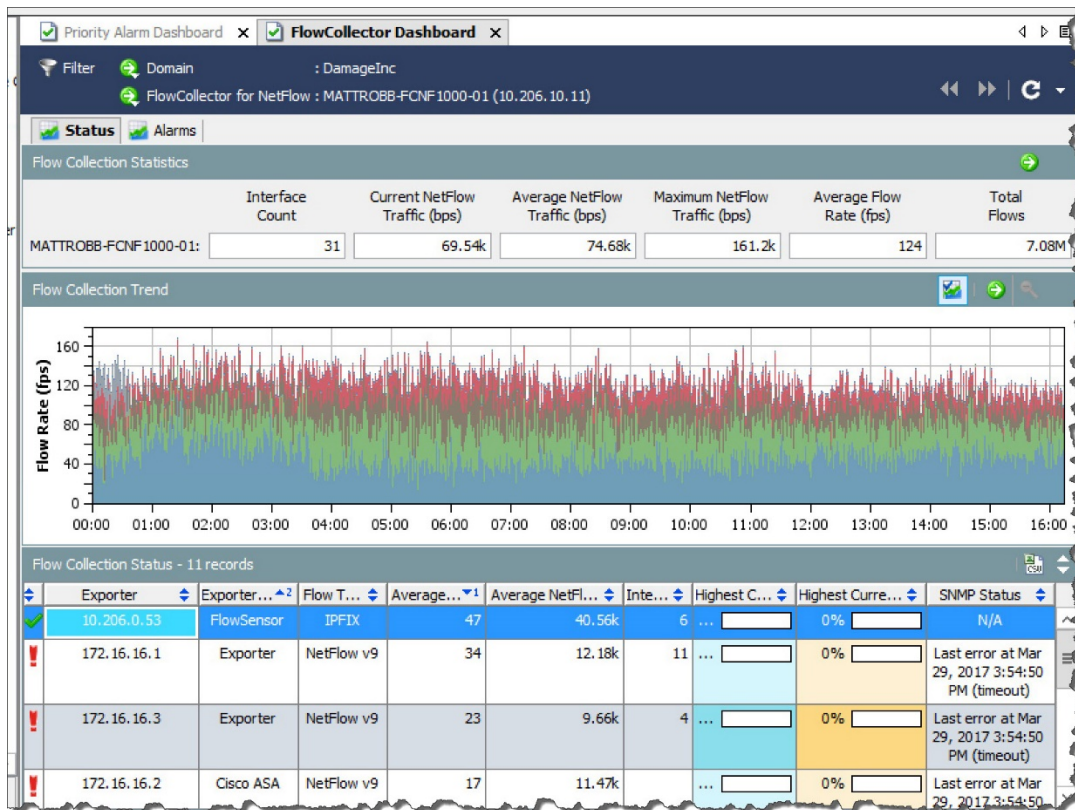 Priority Alarm Dashboard
FlowCollector Dashboard
Filter
Domain : DamageInc
FlowCollector for NetFlow : MATTROBB-FCNF1000-01 (10.206.10.11)
Status
Alarms
Flow Collection Statistics
Interface Count
Current NetFlow Traffic (bps)
Average NetFlow Traffic (bps)
Maximum NetFlow Traffic (bps)
Average Flow Rate (fps)
Total Flows
MATTROBB-FCNF1000-01: 31 69.54k 74.68k 161.2k 124 7.08M
Flow Collection Trend
Flow Rate (fps)
160
120
80
40
0
00:00 01:00 02:00 03:00 04:00 05:00 06:00 07:00 08:00 09:00 10:00 11:00 12:00 13:00 14:00 15:00 16:00
Flow Collection Status - 11 records
CSV
Exporter Exporter... 2 Flow T... Average... 1 Average NetFl... Inte... Highest C... Highest Curre... SNMP Status
10.206.0.53 FlowSensor IPFIX 47 40.56k 6 ... 0% N/A
172.16.16.1 Exporter NetFlow v9 34 12.18k 11 ... 0% Last error at Mar
29, 2017 3:54:50
PM (timeout)
172.16.16.3 Exporter NetFlow v9 23 9.66k 4 ... 0% Last error at Mar
29, 2017 3:54:50
PM (timeout)
172.16.16.2 Cisco ASA NetFlow v9 17 11.47k ... 0% Last error at Mar
29, 2017 3:54:50